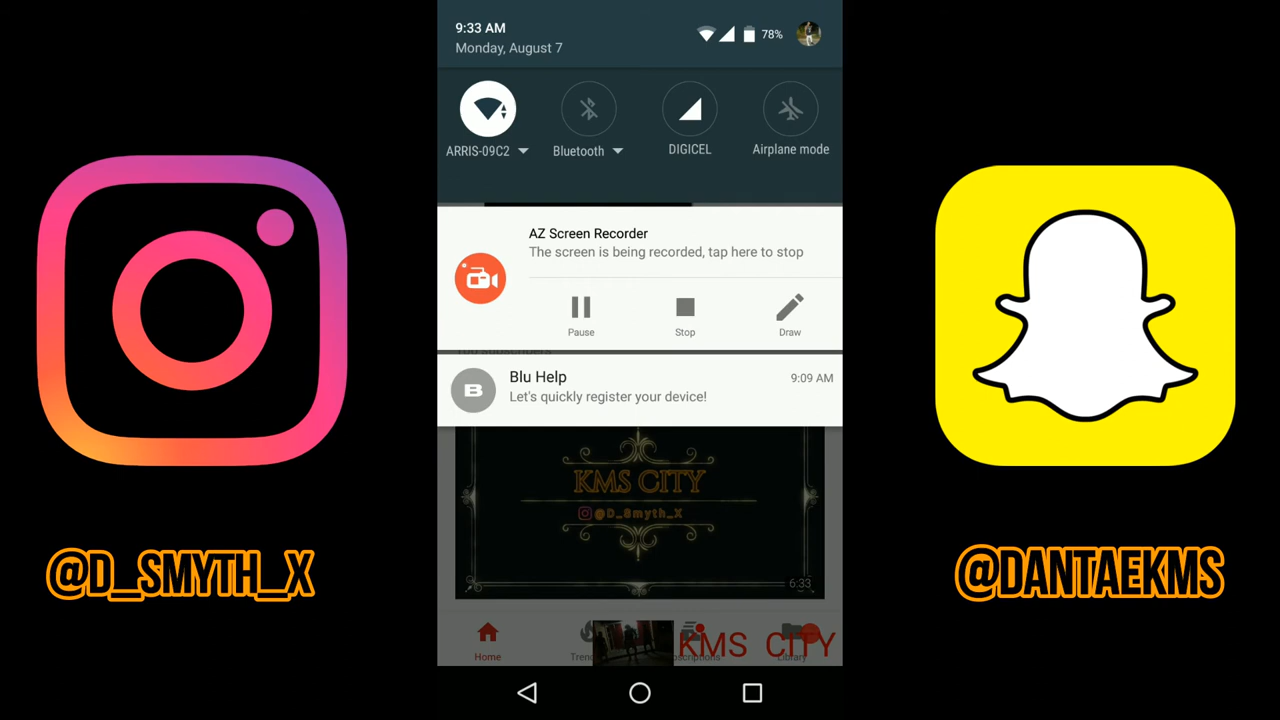 9:33 AM
Monday, August 7
78%
ARRIS-09C2
Bluetooth
DIGICEL
Airplane mode
AZ Screen Recorder
The screen is being recorded, tap here to stop
Pause
Stop
Draw
B
Blu Help
9:09 AM
Let's quickly register your device!
KMS CITY
@D_Smyth_X
6:33
KMS CITY
Home
Library
@D_SMYTH_X
@DANTAEKMS